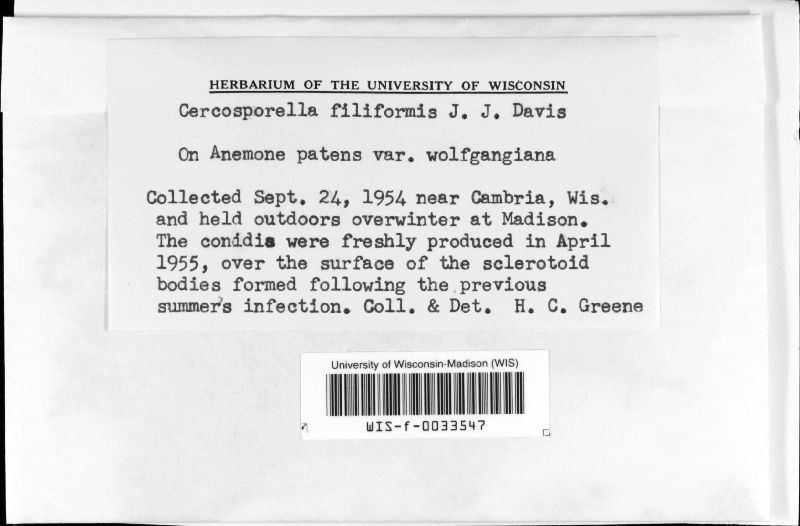 HERBARIUM OF THE UNIVERSITY OF WISCONSIN
Cercosporella filiformis J. J. Davis
On Anemone patens var. wolfgangiana
Collected Sept. 24, 1954 near Cambria, Wis.
and held outdoors overwinter at Madison.
The conidia were freshly produced in April
1955, over the surface of the sclerotoid
bodies formed following the previous
summer's infection. Coll. & Det. H. C. Greene
University of Wisconsin-Madison (WIS)
WIS-f-0033547